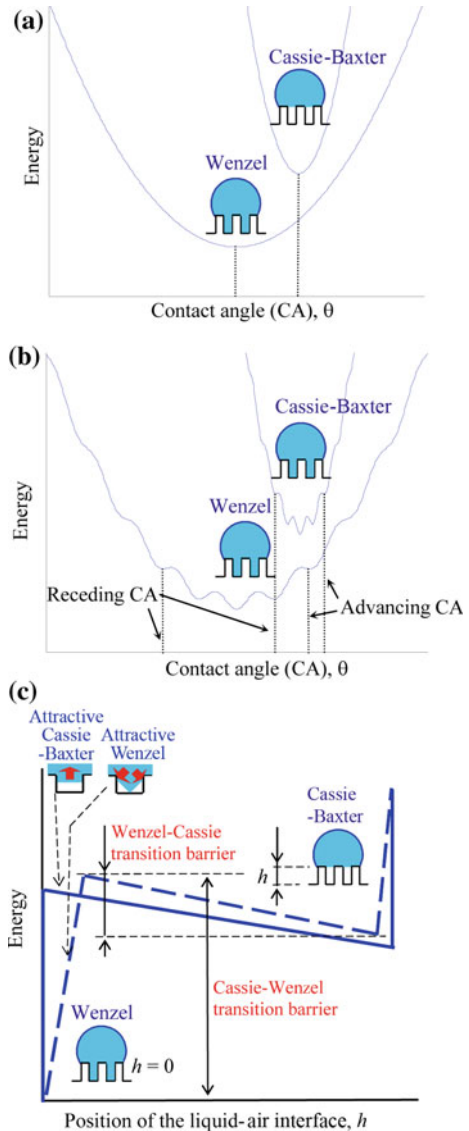 (a)
Cassie-Baxter
Wenzel
Energy
Contact angle (CA), θ
(b)
Cassie-Baxter
Wenzel
Energy
Receding CA
Advancing CA
Contact angle (CA), θ
(c)
Attractive
Cassie
-Baxter
Attractive
Wenzel
Cassie
-Baxter
Wenzel-Cassie
transition barrier
h
Energy
Cassie-Wenzel
transition barrier
Wenzel
h = 0
Position of the liquid-air interface, h